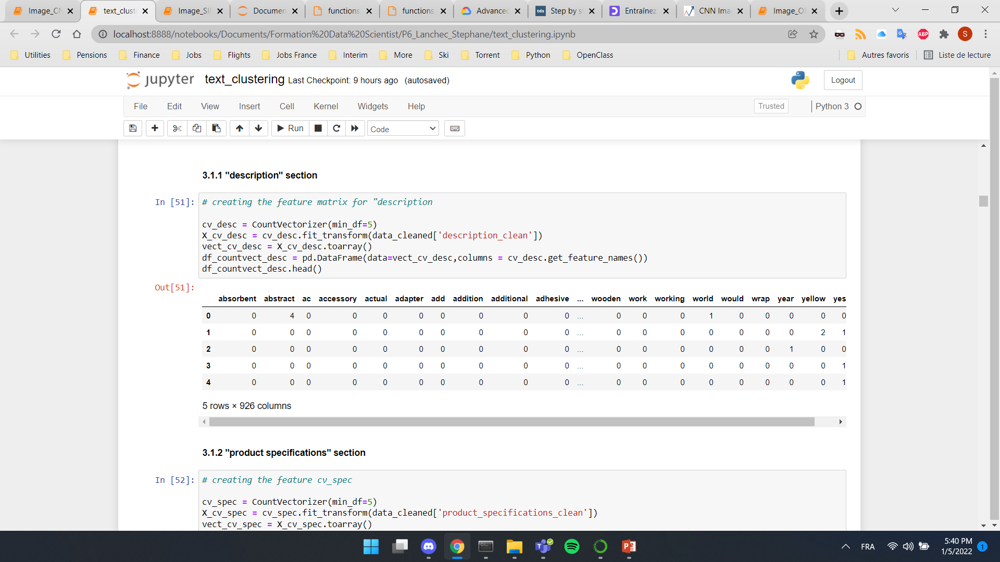 Image_CN
text_clust
Image_SIF
Documen
functions
functions
Advanced
tds
Step by s
Entraînez
CNN Ima
Image_O
localhost:8888/notebooks/Documents/Formation%20Data%20Scientist/P6_Lanchec_Stephane/text_clustering.ipynb
ABP
S
Utilities
Pensions
Finance
Jobs
Flights
Jobs France
Interim
More
Ski
Torrent
Python
OpenClass
Autres favoris
Liste de lecture
jupyter
text_clustering Last Checkpoint: 9 hours ago (autosaved)
Logout
File Edit View Insert Cell Kernel Widgets Help
Trusted
Python 3
Run
Code
3.1.1 "description" section
In [51]:
# creating the feature matrix for "description
cv_desc = CountVectorizer(min_df=5)
X_cv_desc = cv_desc.fit_transform(data_cleaned['description_clean'])
vect_cv_desc = X_cv_desc.toarray()
df_countvect_desc = pd.DataFrame(data=vect_cv_desc,columns = cv_desc.get_feature_names())
df_countvect_desc.head()
Out[51]:
absorbent abstract ac accessory actual adapter add addition additional adhesive ... wooden work working world would wrap year yellow yes
0 0 4 0 0 0 0 0 0 0 0 ... 0 0 0 1 0 0 0 0 0
1 0 0 0 0 0 0 0 0 0 0 ... 0 0 0 0 0 0 0 2 1
2 0 0 0 0 0 0 0 0 0 0 ... 0 0 0 0 0 0 1 0 0
3 0 0 0 0 0 0 0 0 0 0 ... 0 0 0 0 0 0 0 0 1
4 0 0 0 0 0 0 0 0 0 0 ... 0 0 0 0 0 0 0 0 1
5 rows × 926 columns
3.1.2 "product specifications" section
In [52]:
# creating the feature cv_spec
cv_spec = CountVectorizer(min_df=5)
X_cv_spec = cv_spec.fit_transform(data_cleaned['product_specifications_clean'])
vect_cv_spec = X_cv_spec.toarray()
FRA
5:40 PM
1/5/2022
1